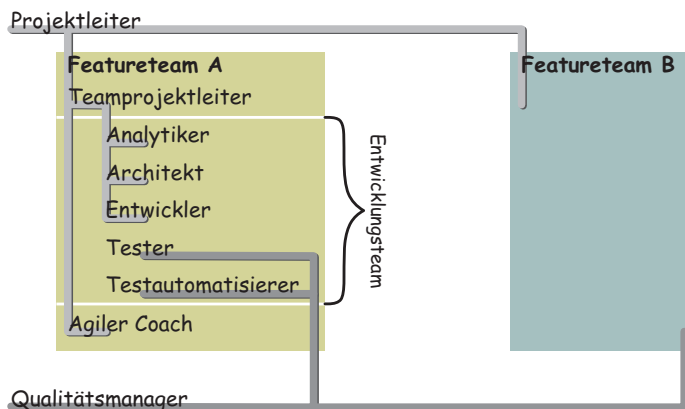 Projektleiter
Featureteam A
Featureteam B
Teamprojektleiter
Analytiker
Architekt
Entwickler
Tester
Testautomatisierer
Entwicklungsteam
Agiler Coach
Qualitätsmanager